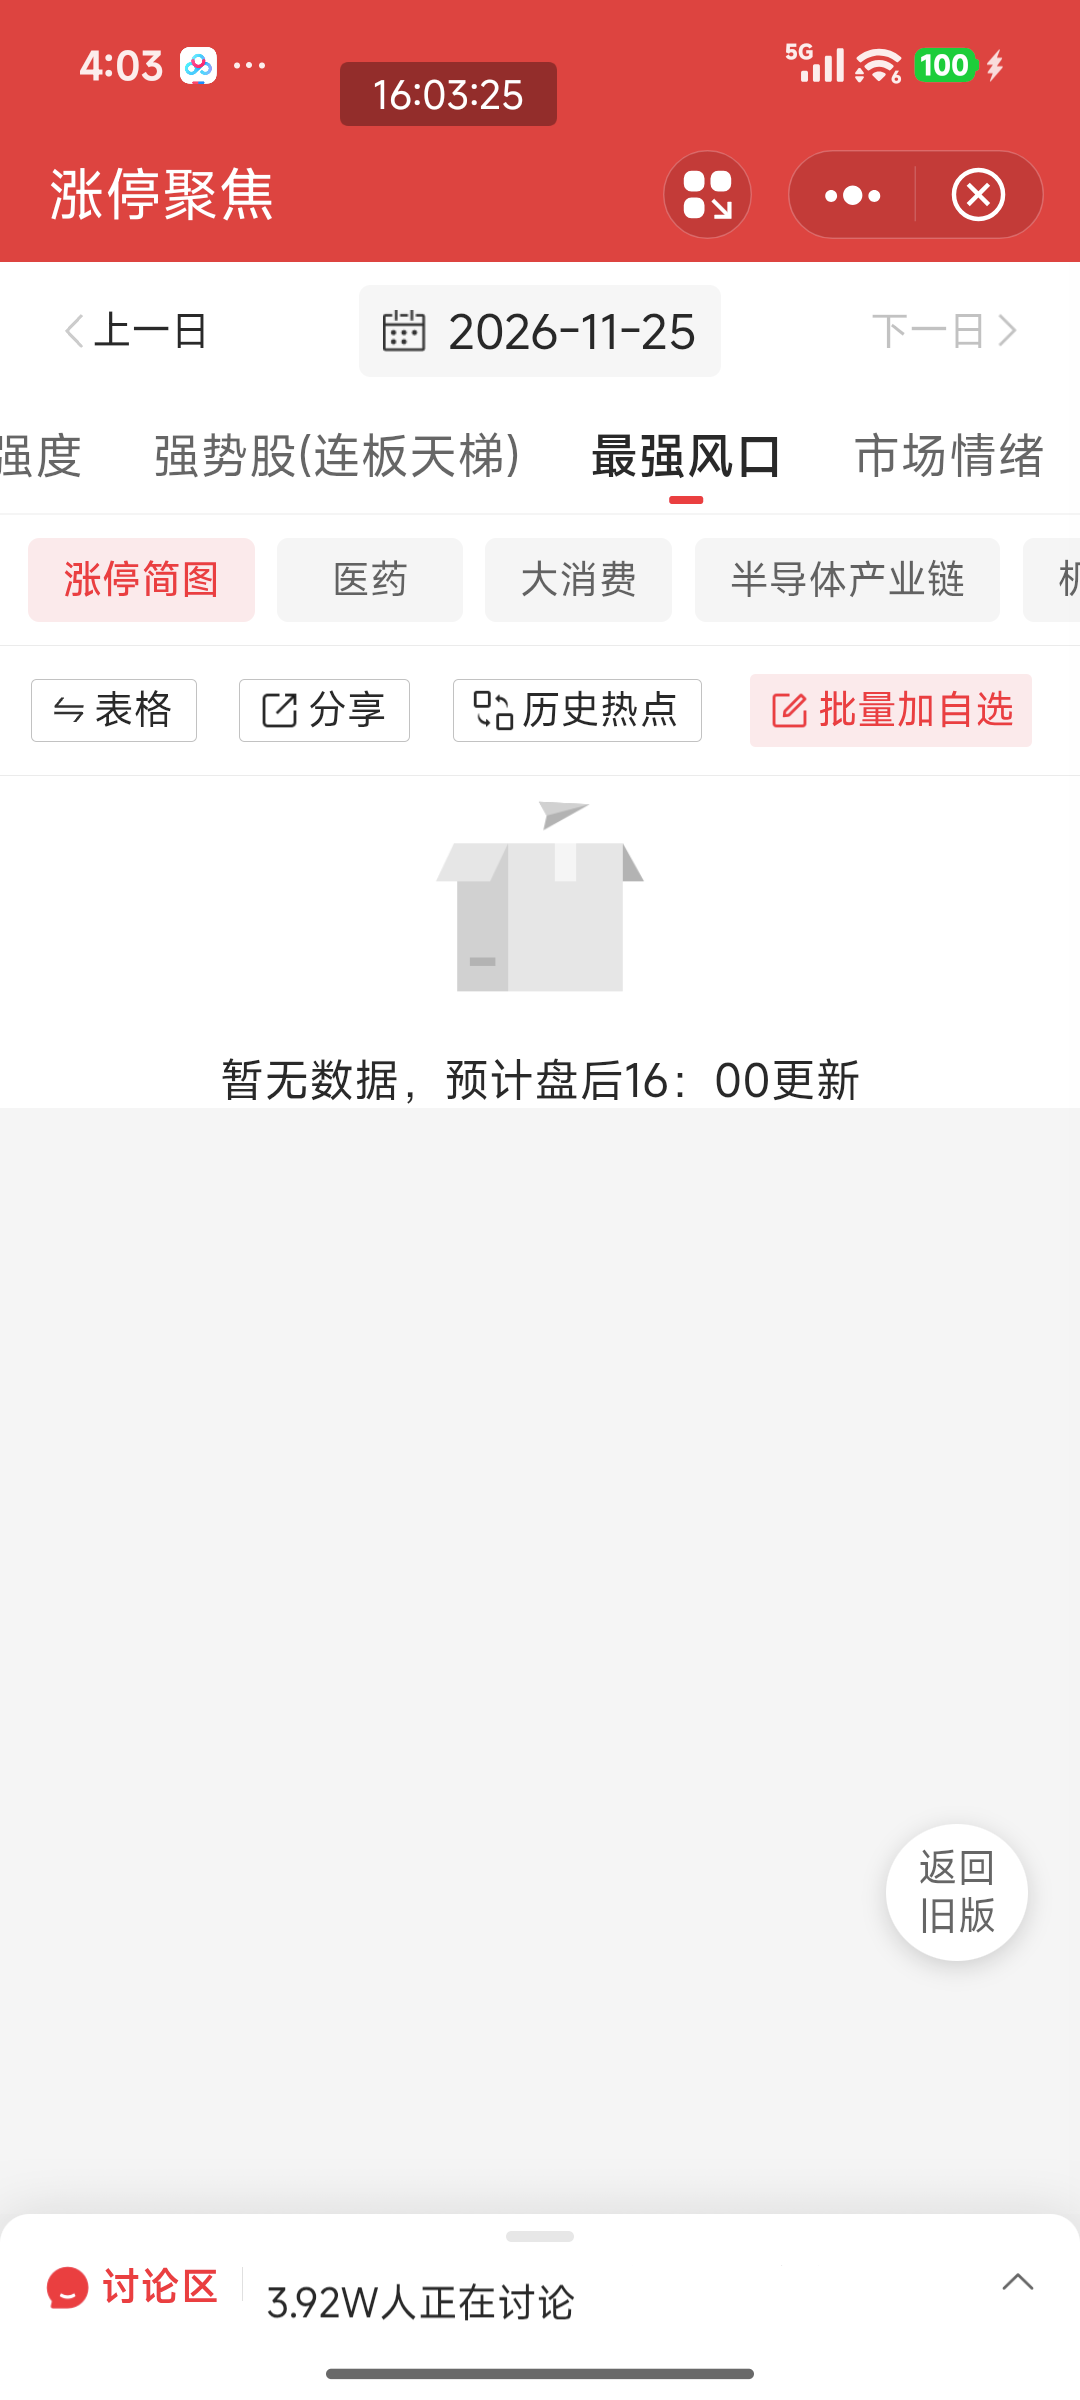 4:03
5G
6
100
16:03:25
涨停聚焦
上一日
2026-11-25
下一日
强度
强势股(连板天梯)
最强风口
市场情绪
涨停简图
医药
大消费
半导体产业链
表格
分享
历史热点
批量加自选
暂无数据，预计盘后16：00更新
返回
旧版
讨论区
3.92W人正在讨论